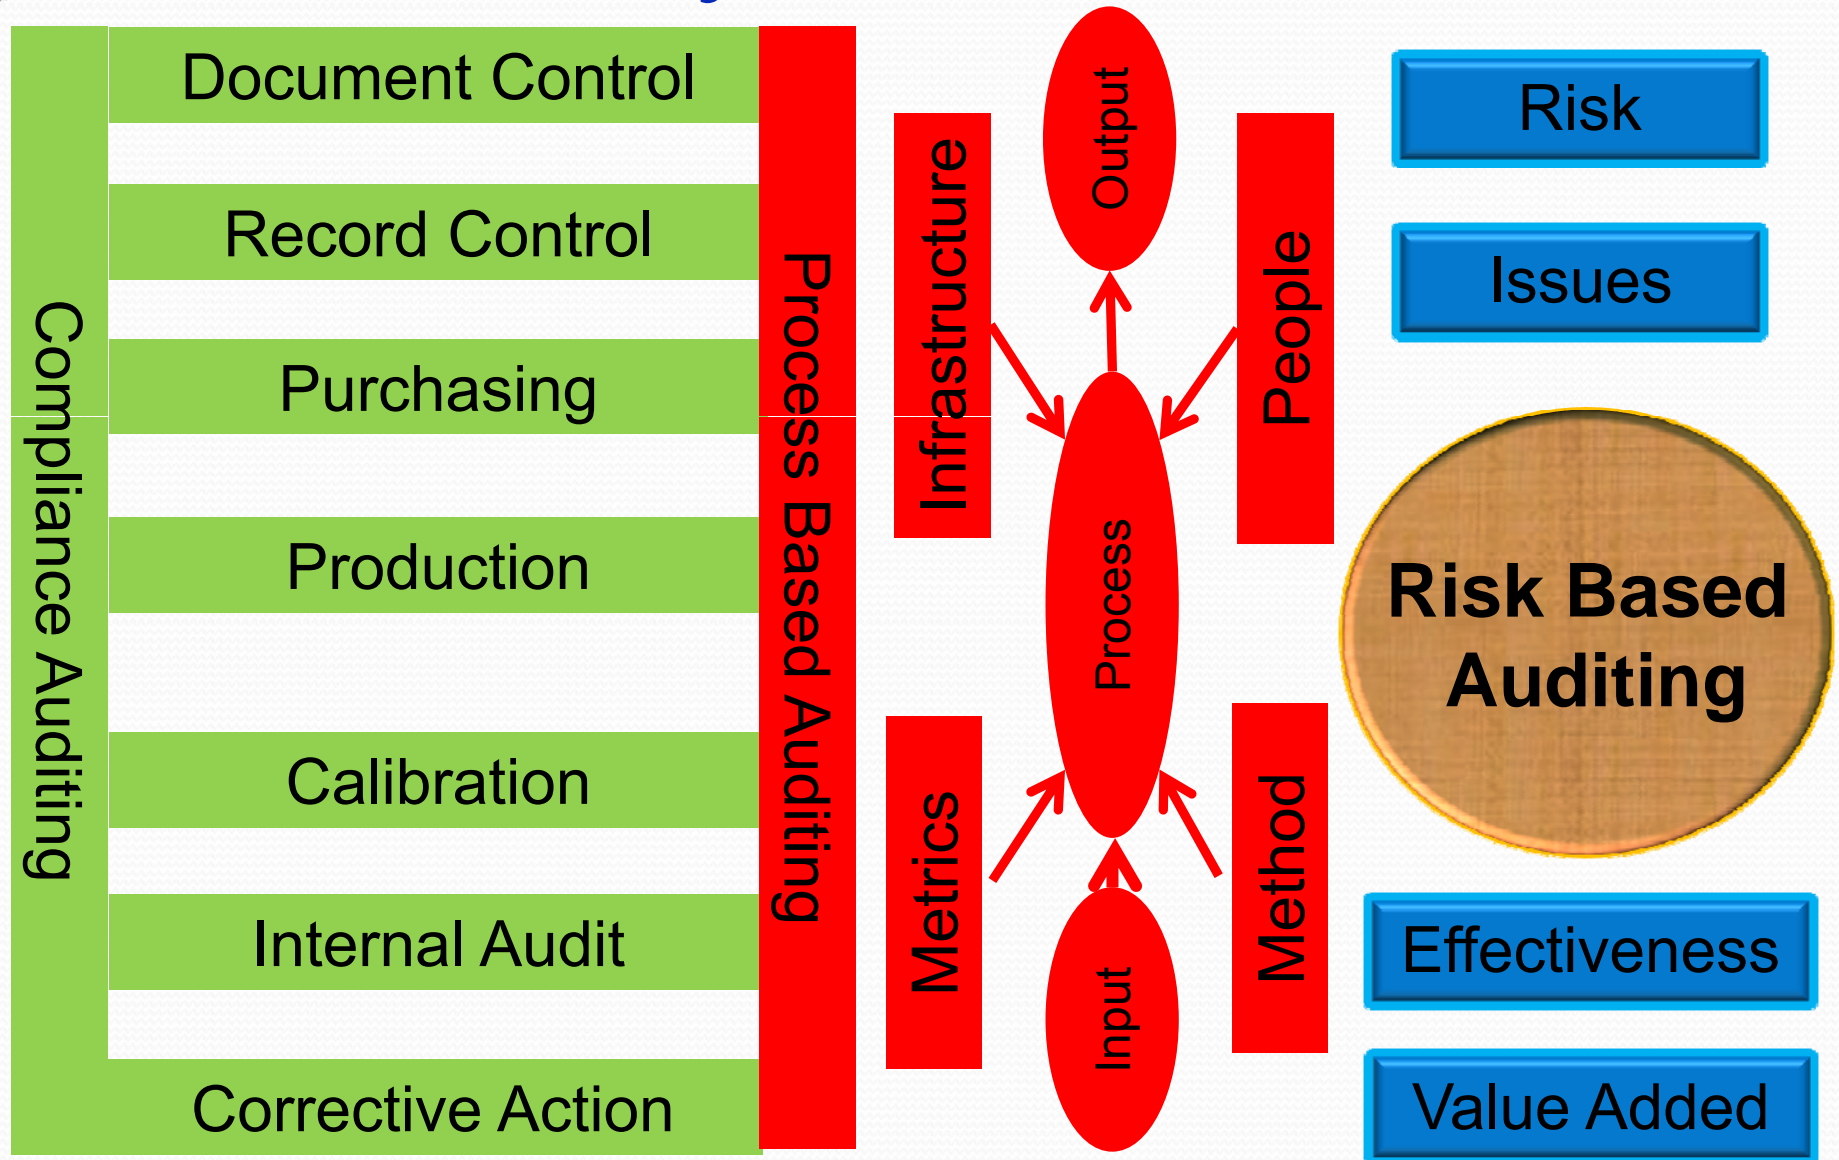 Compliance Auditing
Document Control
Record Control
Purchasing
Production
Calibration
Internal Audit
Corrective Action
Process Based Auditing
Infrastructure
Metrics
Output
Process
Input
People
Method
Risk
Issues
Risk Based
Auditing
Effectiveness
Value Added